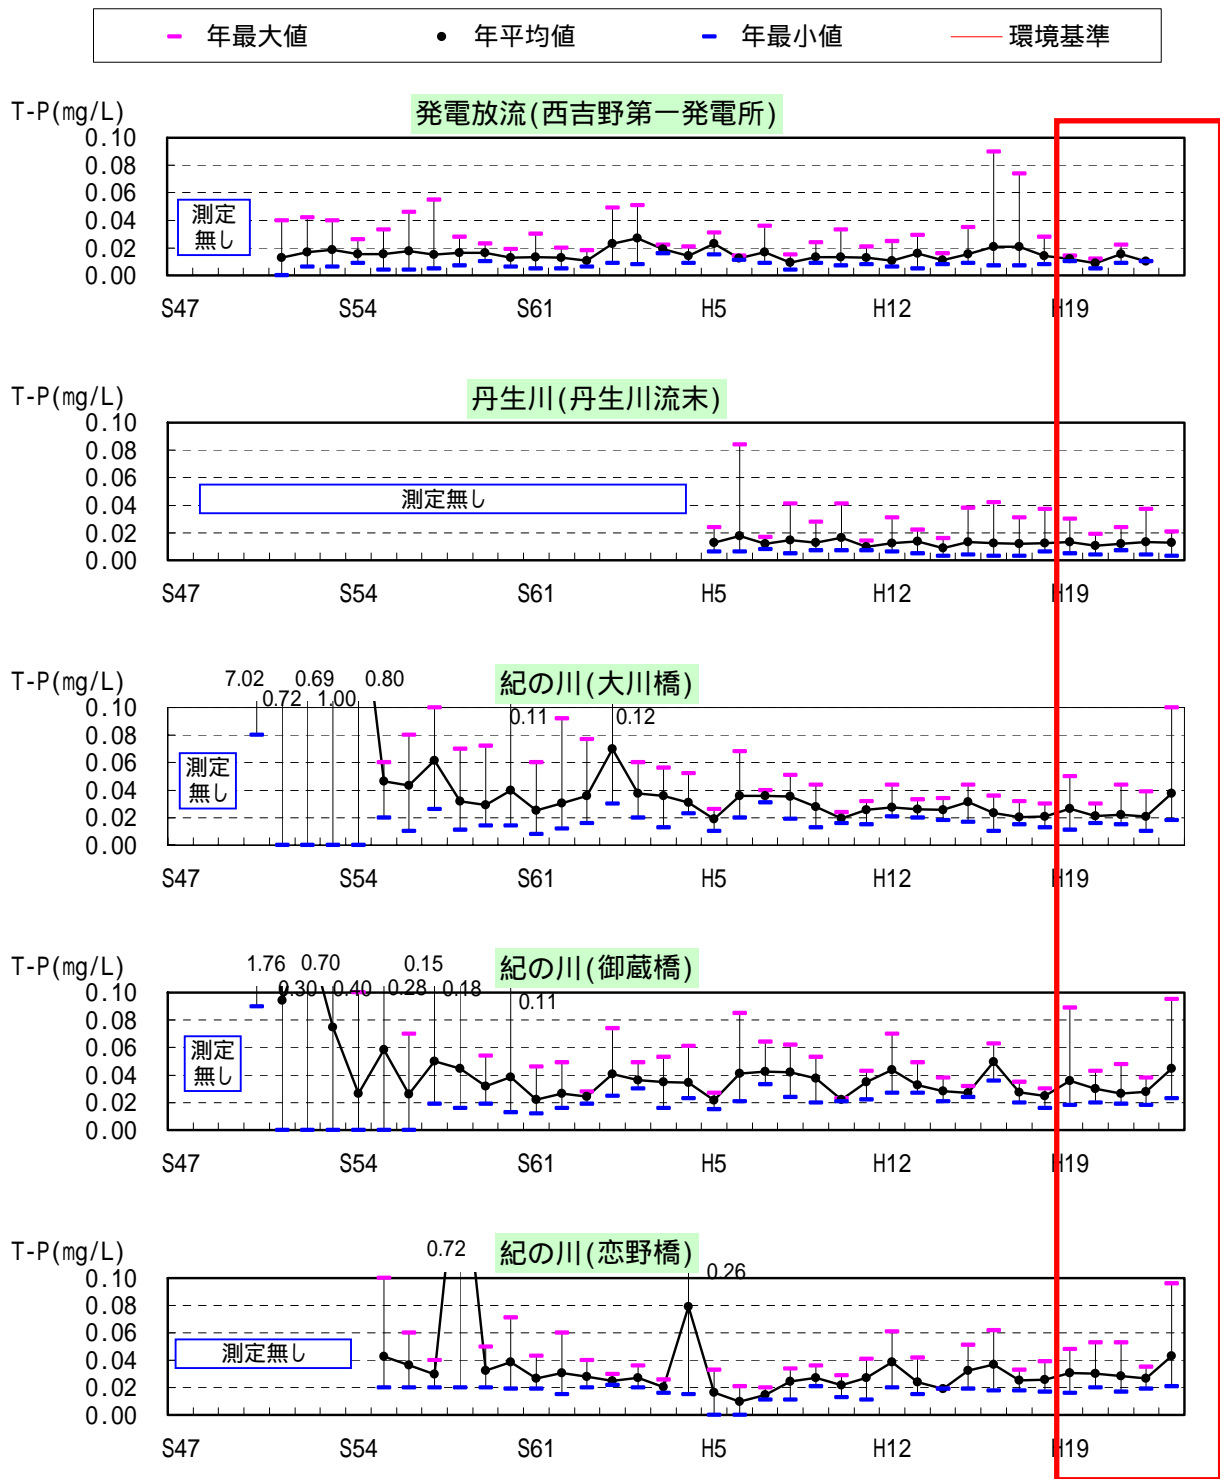 年最大値 年平均値 年最小値 環境基準
T-P(mg/L) 発電放流(西吉野第一発電所)
0.10
0.08
0.06
測定
無し
0.04
0.02
0.00
S47 S54 S61 H5 H12 H19
T-P(mg/L) 丹生川(丹生川流末)
0.10
0.08
0.06
測定無し
0.04
0.02
0.00
S47 S54 S61 H5 H12 H19
T-P(mg/L) 紀の川(大川橋)
7.02 0.69 0.80
0.72 1.00
0.11 0.12
0.10
0.08
0.06
測定
無し
0.04
0.02
0.00
S47 S54 S61 H5 H12 H19
T-P(mg/L) 紀の川(御蔵橋)
1.76 0.70 0.15
0.30 0.40 0.28 0.18
0.11
0.10
0.08
0.06
測定
無し
0.04
0.02
0.00
S47 S54 S61 H5 H12 H19
T-P(mg/L) 紀の川(恋野橋)
0.72
0.26
0.10
0.08
0.06
測定無し
0.04
0.02
0.00
S47 S54 S61 H5 H12 H19